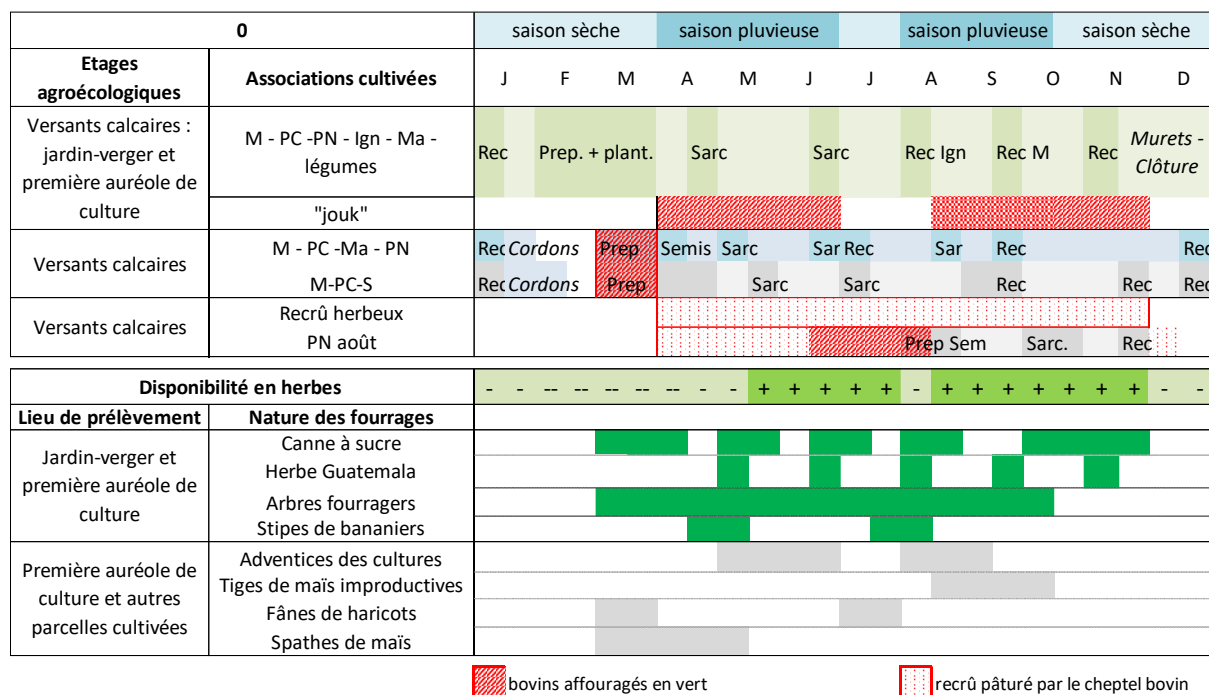 0 saison sèche saison pluvieuse saison pluvieuse saison sèche
Etages agroécologiques Associations cultivées J F M A M J J A S O N D
Versants calcaires : jardin-verger et première auréole de culture
M - PC -PN - Ign - Ma - légumes
Rec Prep. + plant. Sarc Sarc Rec Ign Rec M Rec Murets - Clôture
"jouk"
Versants calcaires
M - PC -Ma - PN Rec Cordons Prep Semis Sarc Sar Rec Sar Rec Rec
M-PC-S Rec Cordons Prep Sarc Sarc Rec Rec Rec
Versants calcaires
Recrû herbeux
PN août Prep Sem Sarc. Rec
Disponibilité en herbes - - -- -- -- -- -- - - + + + + + - + + + + + + + - -
Lieu de prélèvement Nature des fourrages
Jardin-verger et première auréole de culture
Canne à sucre
Herbe Guatemala
Arbres fourragers
Stipes de bananiers
Première auréole de culture et autres parcelles cultivées
Adventices des cultures
Tiges de maïs improductives
Fânes de haricots
Spathes de maïs
bovins affouragés en vert recrû pâturé par le cheptel bovin